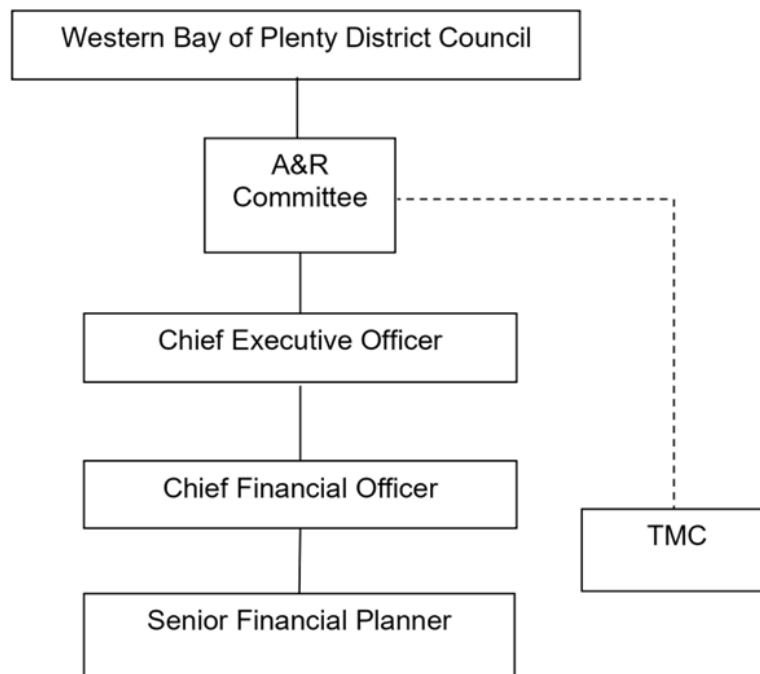 Western Bay of Plenty District Council
A&R
Committee
Chief Executive Officer
Chief Financial Officer
TMC
Senior Financial Planner